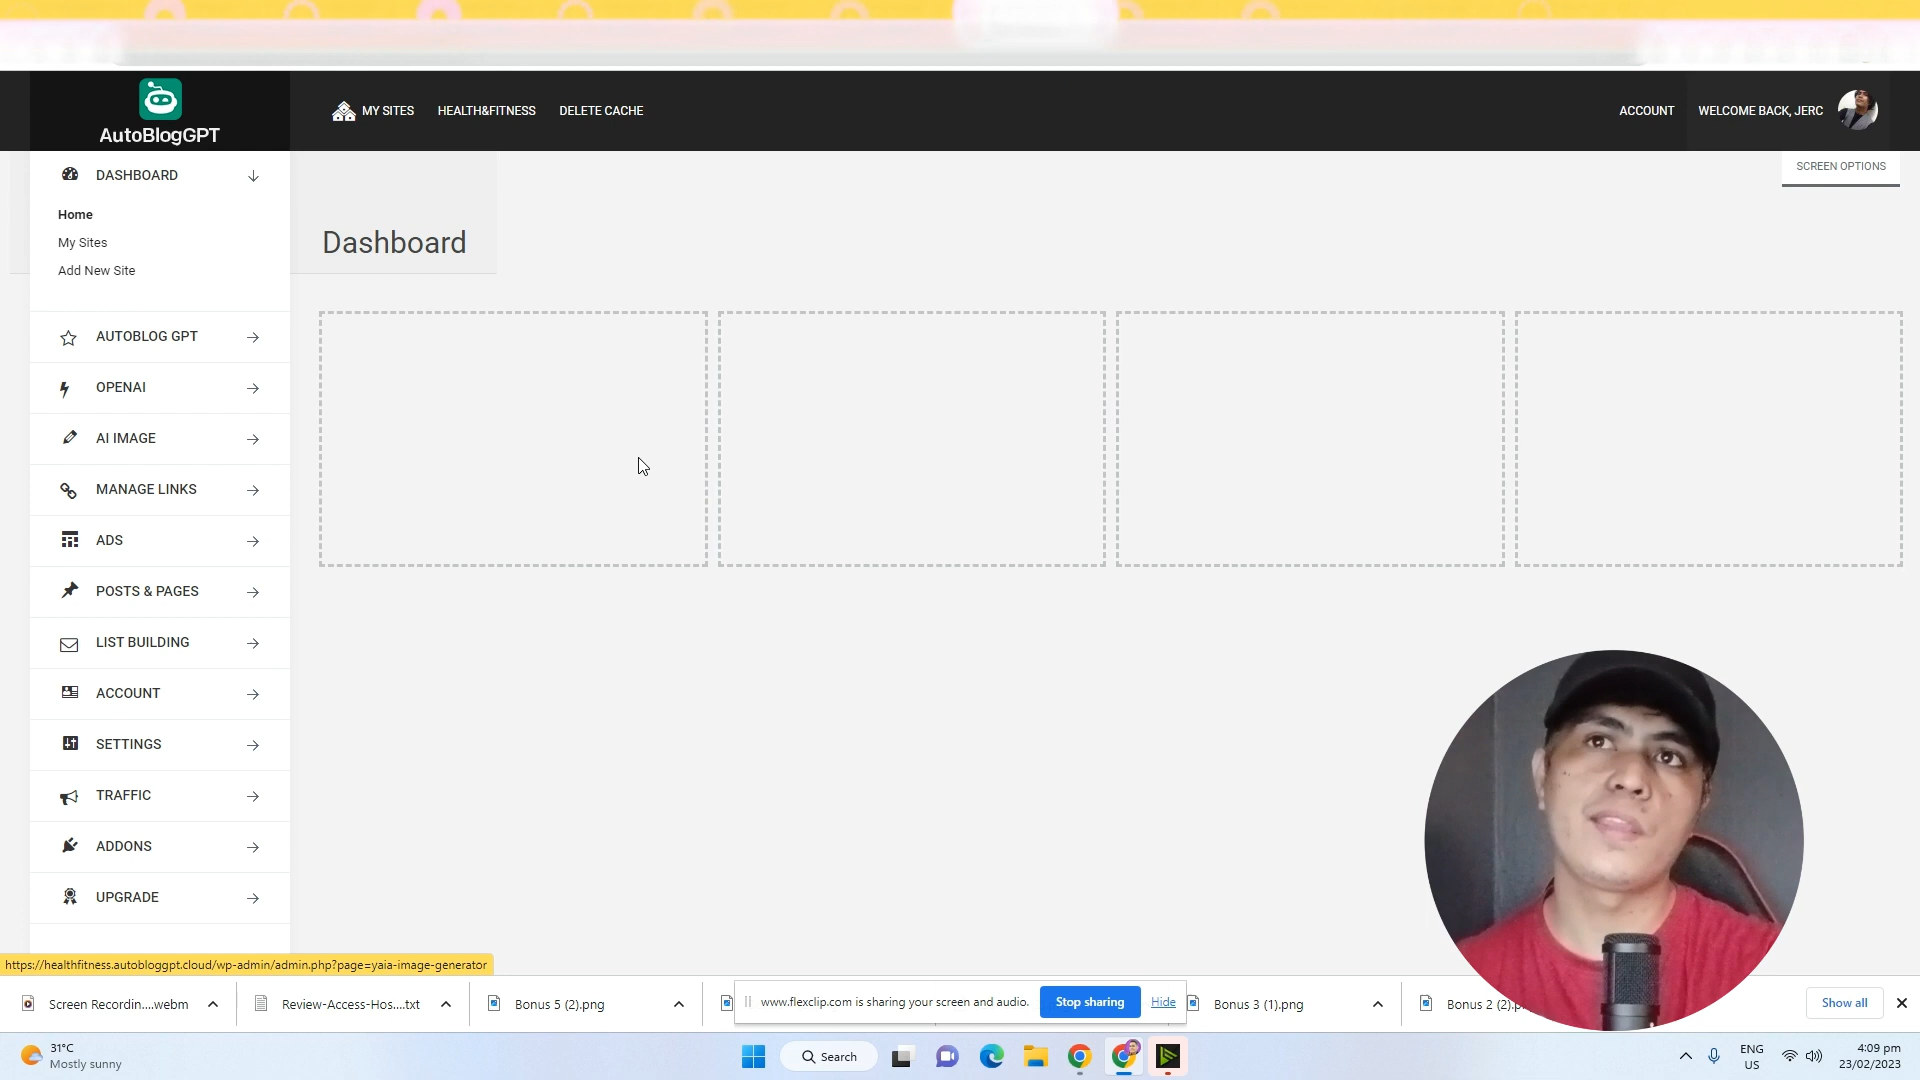 AutoBlogGPT
MY SITES
HEALTH&FITNESS
DELETE CACHE
ACCOUNT
WELCOME BACK, JERC
SCREEN OPTIONS
DASHBOARD
Home
My Sites
Add New Site
Dashboard
AUTOBLOG GPT
OPENAI
AI IMAGE
MANAGE LINKS
ADS
POSTS & PAGES
LIST BUILDING
ACCOUNT
SETTINGS
TRAFFIC
ADDONS
UPGRADE
https://healthfitness.autobloggpt.cloud/wp-admin/admin.php?page=yaia-image-generator
Screen Recordin....webm
Review-Access-Hos....txt
Bonus 5 (2).png
www.flexclip.com is sharing your screen and audio.
Stop sharing
Hide
Bonus 3 (1).png
Bonus 2 (2).p
Show all
31°C
Mostly sunny
Search
ENG
US
4:09 pm
23/02/2023